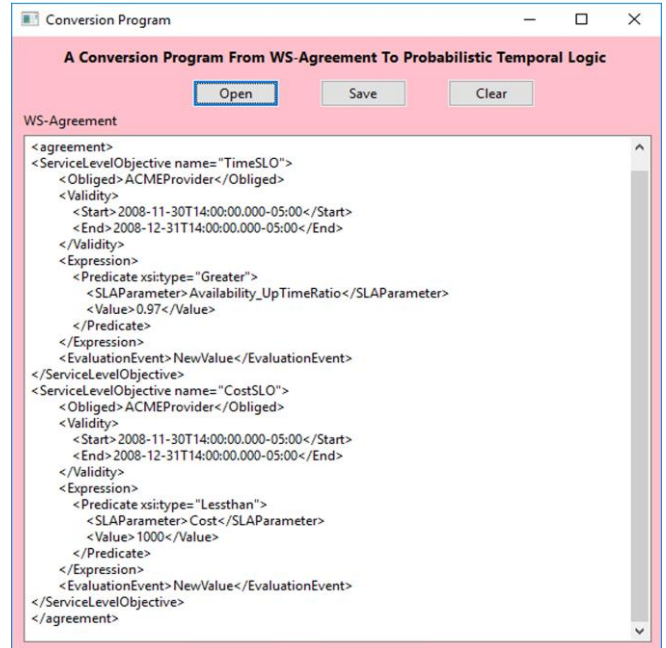 Conversion Program
A Conversion Program From WS-Agreement To Probabilistic Temporal Logic
Open Save Clear
WS-Agreement
<agreement>
<ServiceLevelObjective name="TimeSLO">
<Obliged>ACMEProvider</Obliged>
<Validity>
<Start>2008-11-30T14:00:00.000-05:00</Start>
<End>2008-12-31T14:00:00.000-05:00</End>
</Validity>
<Expression>
<Predicate xsi:type="Greater">
<SLAParameter>Availability_UpTimeRatio</SLAParameter>
<Value>0.97</Value>
</Predicate>
</Expression>
<EvaluationEvent>NewValue</EvaluationEvent>
</ServiceLevelObjective>
<ServiceLevelObjective name="CostSLO">
<Obliged>ACMEProvider</Obliged>
<Validity>
<Start>2008-11-30T14:00:00.000-05:00</Start>
<End>2008-12-31T14:00:00.000-05:00</End>
</Validity>
<Expression>
<Predicate xsi:type="Lessthan">
<SLAParameter>Cost</SLAParameter>
<Value>1000</Value>
</Predicate>
</Expression>
<EvaluationEvent>NewValue</EvaluationEvent>
</ServiceLevelObjective>
</agreement>